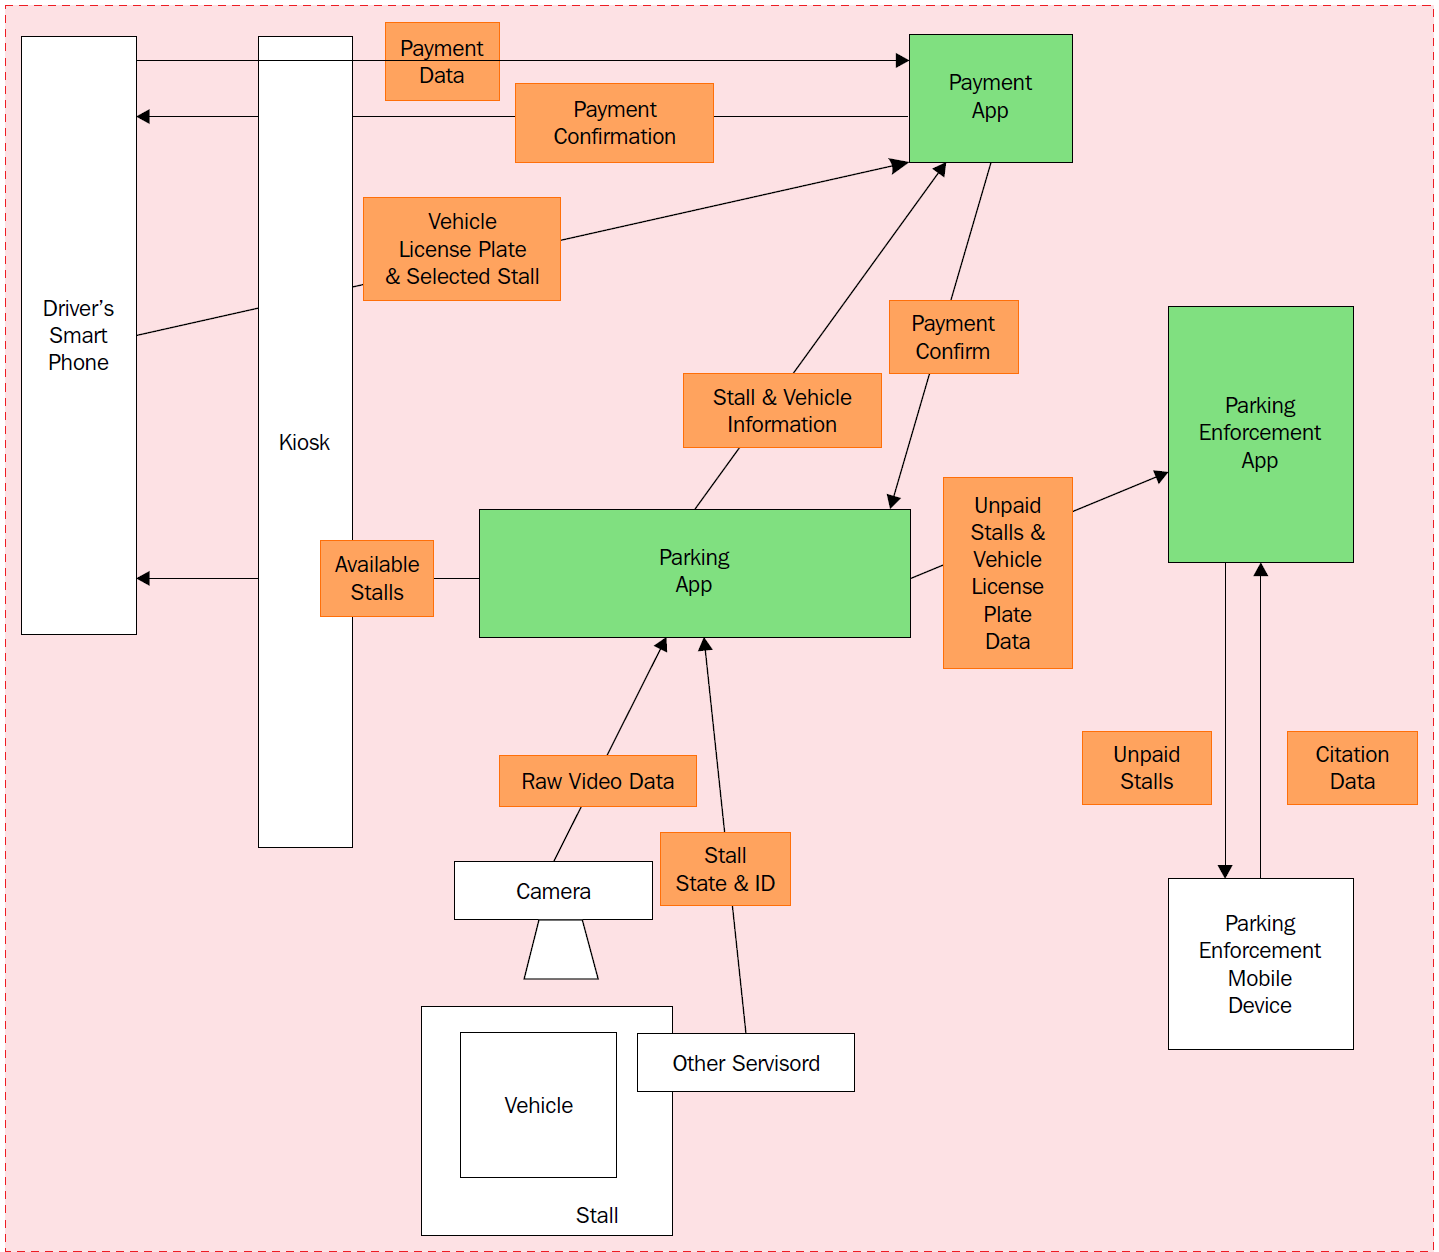 Payment
Data
Payment
App
Payment
Confirmation
Vehicle
License Plate
& Selected Stall
Driver’s
Smart
Phone
Payment
Confirm
Stall & Vehicle
Information
Parking
Enforcement
App
Kiosk
Unpaid
Stalls &
Vehicle
License
Plate
Data
Available
Stalls
Parking
App
Raw Video Data
Unpaid
Stalls
Citation
Data
Stall
State & ID
Camera
Parking
Enforcement
Mobile
Device
Other Servisord
Vehicle
Stall